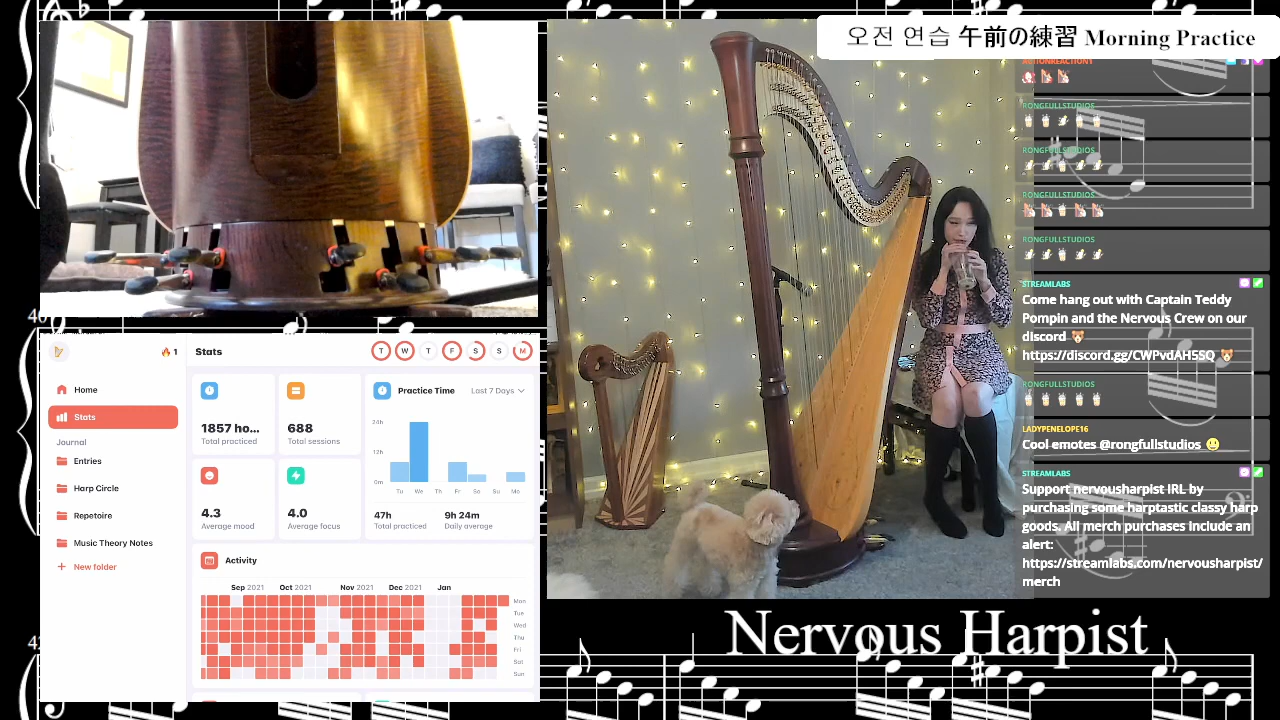 오전 연습 午前の練習 Morning Practice
1
Stats
T W T F S S M
Home
Stats
Journal
Entries
Harp Circle
Repetoire
Music Theory Notes
New folder
1857 ho...
Total practiced
688
Total sessions
4.3
Average mood
4.0
Average focus
Practice Time
Last 7 Days
24h
12h
0m
Tu We Th Fr Sa Su Mo
47h
Total practiced
9h 24m
Daily average
Activity
Sep 2021 Oct 2021 Nov 2021 Dec 2021 Jan
Mon
Tue
Wed
Thu
Fri
Sat
Sun
RONGFULLSTUDIOS
RONGFULLSTUDIOS
RONGFULLSTUDIOS
RONGFULLSTUDIOS
STREAMLABS
Come hang out with Captain Teddy
Pompin and the Nervous Crew on our
discord
https://discord.gg/CWPvdAH5SQ
RONGFULLSTUDIOS
LADYPENELOPE16
Cool emotes @rongfullstudios
STREAMLABS
Support nervousharpist IRL by
purchasing some harptastic classy harp
goods. All merch purchases include an
alert:
https://streamlabs.com/nervousharpist/
merch
Nervous Harpist